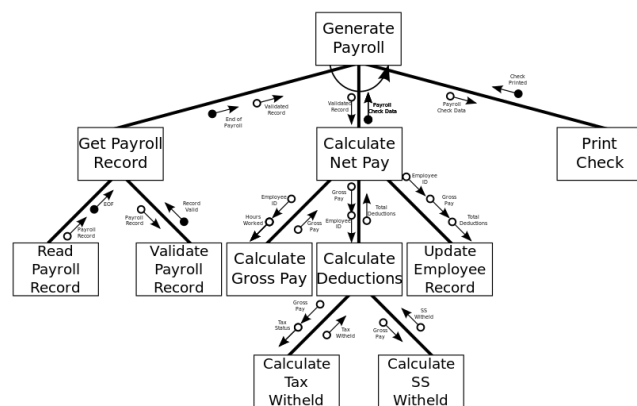 Generate
Payroll
Check
Printed
Validated
Record
End of
Payroll
Validated
Record
Payroll
Check Data
Payroll
Check Data
Get Payroll
Record
Calculate
Net Pay
Print
Check
EOF
Payroll
Record
Payroll
Record
Record
Valid
Employee
ID
Hours
Worked
Gross
Pay
Gross
Pay
Employee
ID
Total
Deductions
Employee
ID
Gross
Pay
Total
Deductions
Read
Payroll
Record
Validate
Payroll
Record
Calculate
Gross Pay
Calculate
Deductions
Update
Employee
Record
Gross
Pay
Tax
Status
Tax
Witheld
Gross
Pay
SS
Witheld
Calculate
Tax
Witheld
Calculate
SS
Witheld